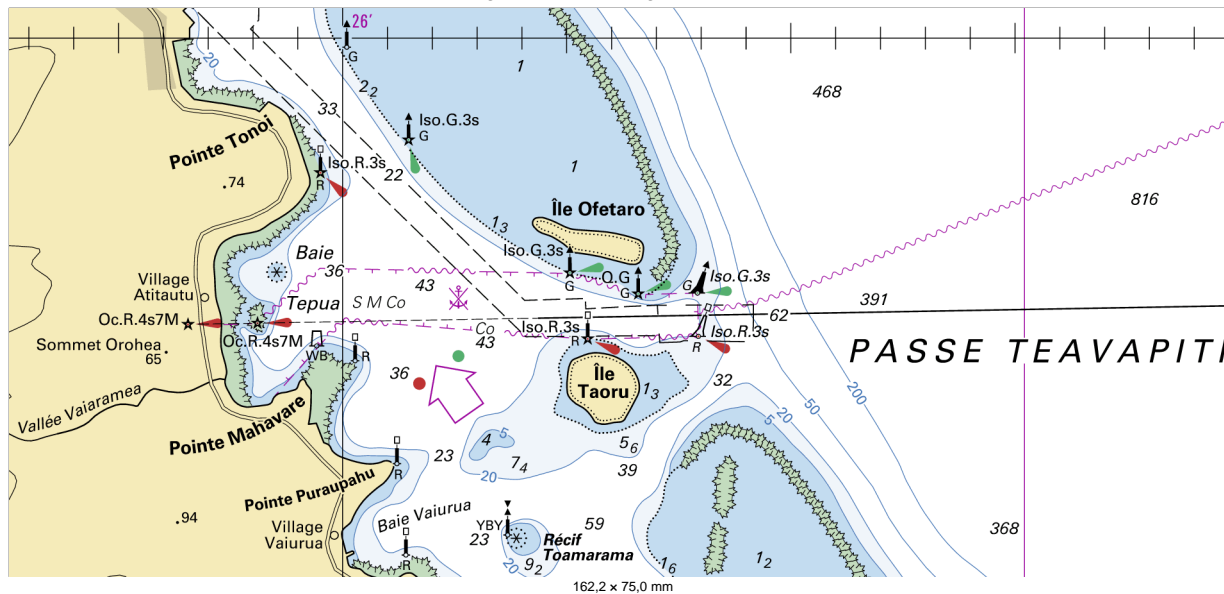 26'
20
G
1
468
2₂
33
Iso.G.3s
G
Pointe Tonoi
Iso.R.3s
R
22
1
.74
816
1₃
Île Ofetaro
Baie
36
Iso.G.3s
G
Q.G
G
G
Iso.G.3s
Village
Atitautu
43
Tepua
S M Co
391
62
Oc.R.4s7M
Oc.R.4s7M
Co
43
Iso.R.3s
R
R
Iso.R.3s
Sommet Orohea
65
WB
R
PASSE TEAVAPITI
36
Île
Taoru
1₃
32
Vallée Vaiaramea
5
20
50
200
Pointe Mahavare
4
5
5₆
23
7₄
39
20
R
Pointe Puraupahu
.94
Village
Vaiurua
Baie Vaiurua
R
YBY
23
59
Récif
Toamarama
20
9₂
1₆
1₂
368
162,2 × 75,0 mm